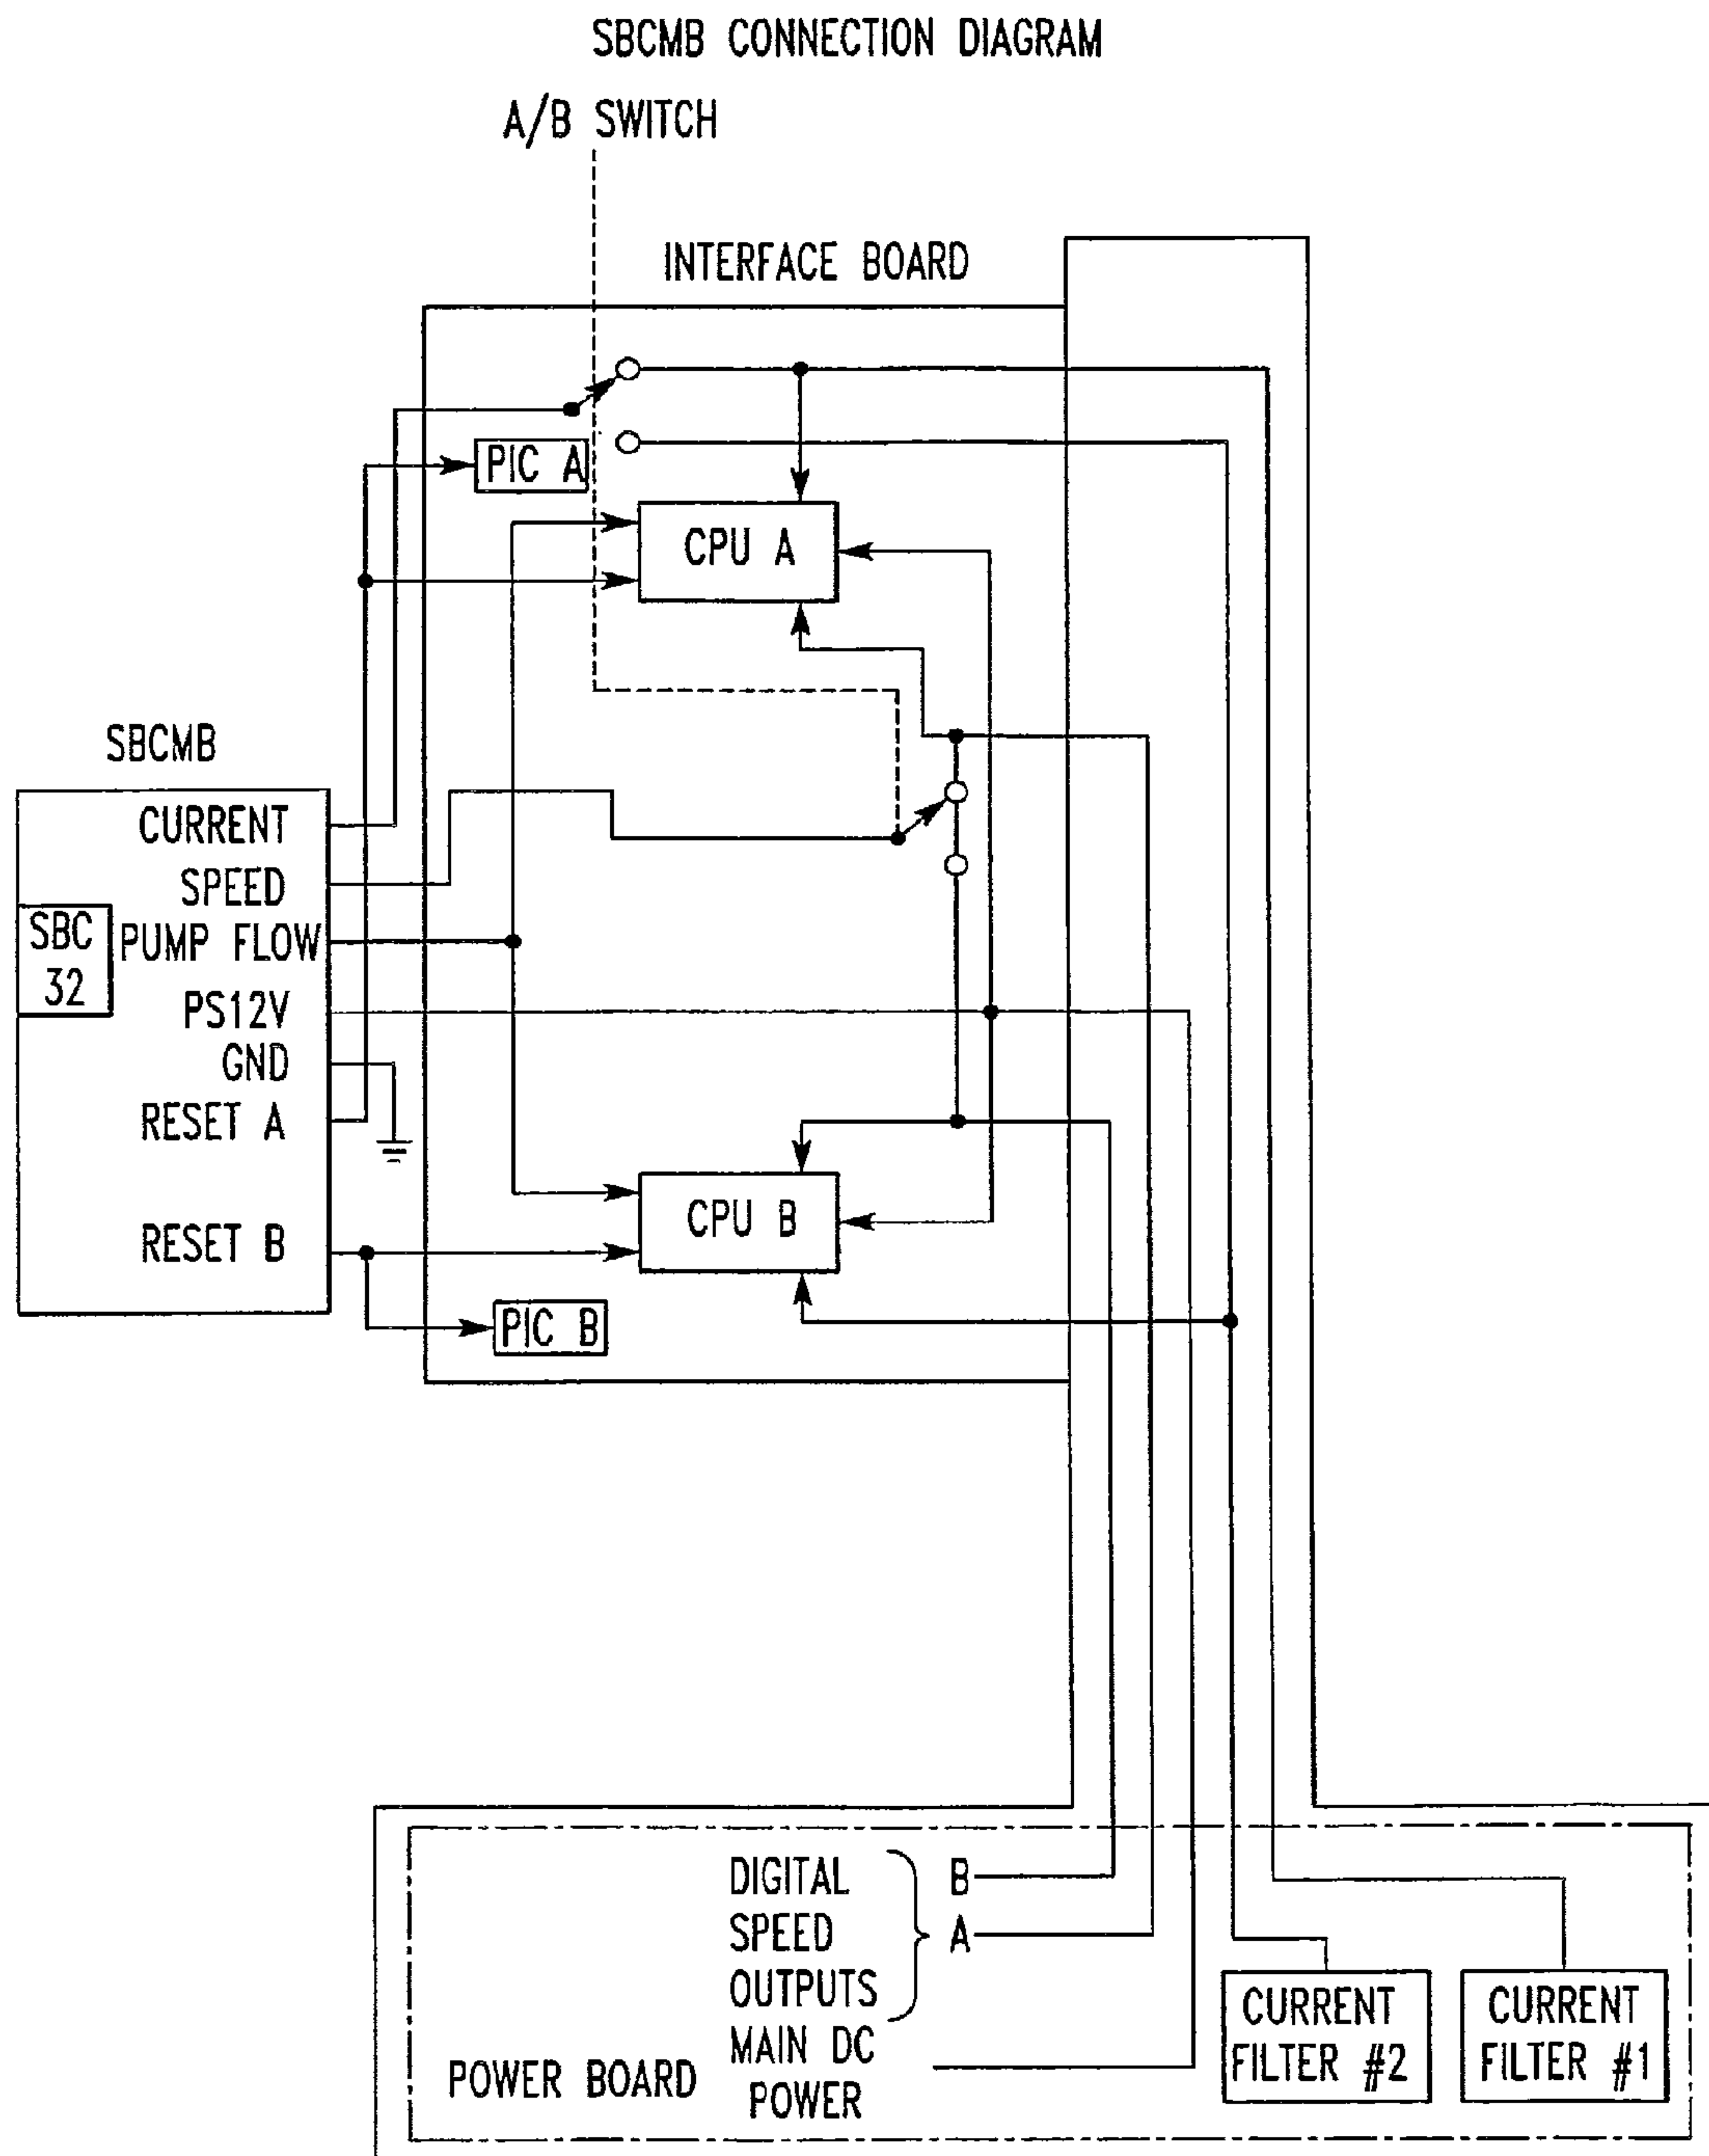 SBCMB CONNECTION DIAGRAM
A/B SWITCH
INTERFACE BOARD
PIC A
CPU A
SBCMB
CURRENT
SPEED
SBC
32
PUMP FLOW
PS12V
GND
RESET A
RESET B
CPU B
PIC B
DIGITAL
SPEED
OUTPUTS
B
A
MAIN DC
POWER
POWER BOARD
CURRENT
FILTER #2
CURRENT
FILTER #1